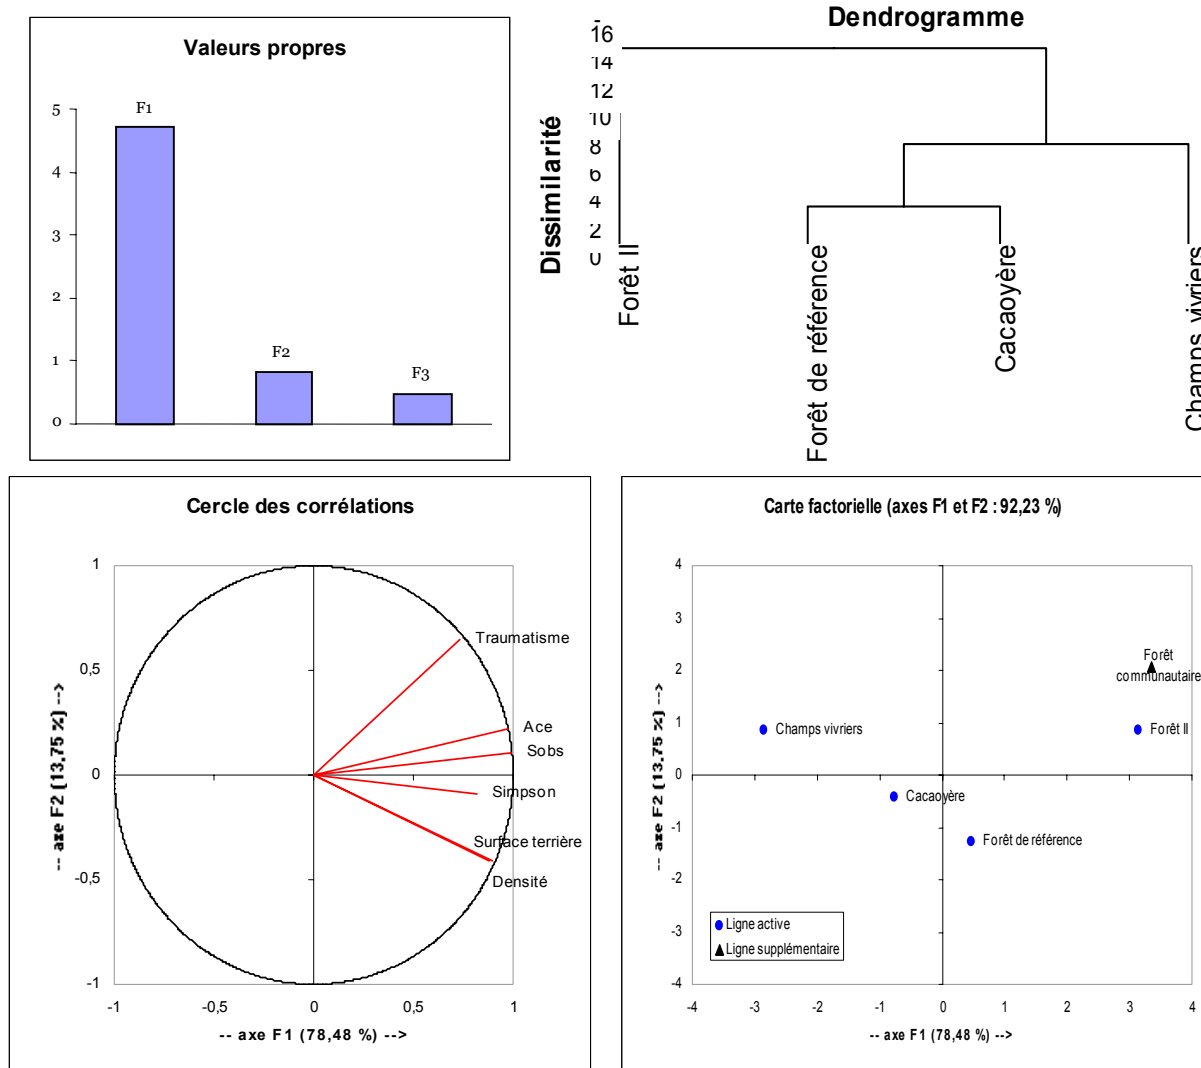 Valeurs propres
5
4
3
2
1
0
F1
F2
F3
Dendrogramme
Dissimilarité
16
14
12
10
8
6
4
2
0
Forêt II
Forêt de référence
Cacaoyère
Champs vivriers
Cercle des corrélations
-- axe F2 (13,75 %) -->
1
0,5
0
-0,5
-1
Traumatisme
Ace
Sobs
Simpson
Surface terrière
Densité
-1
-0,5
0
0,5
1
-- axe F1 (78,48 %) -->
Carte factorielle (axes F1 et F2 : 92,23 %)
-- axe F2 (13,75 %) -->
4
3
2
1
0
-1
-2
-3
-4
Forêt
communautaire
Champs vivriers
Forêt II
Cacaoyère
Forêt de référence
Ligne active
Ligne supplémentaire
-4
-3
-2
-1
0
1
2
3
4
-- axe F1 (78,48 %) -->